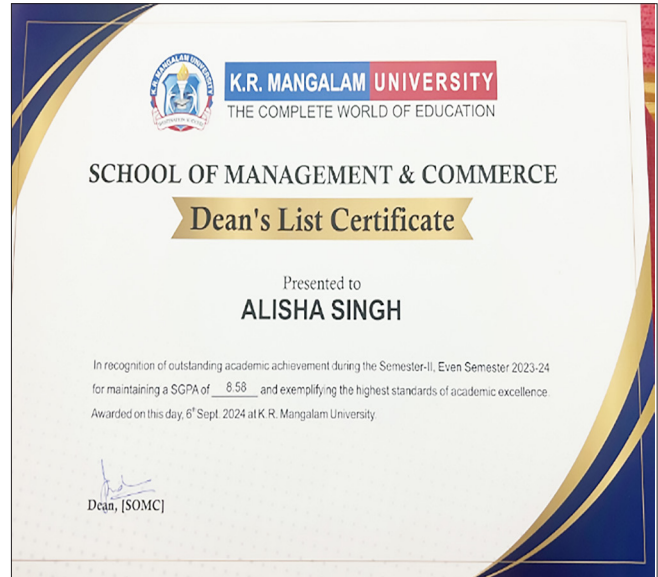 K.R. MANGALAM UNIVERSITY
K.R. MANGALAM UNIVERSITY
THE COMPLETE WORLD OF EDUCATION
SCHOOL OF MANAGEMENT & COMMERCE
Dean's List Certificate
Presented to
ALISHA SINGH
In recognition of outstanding academic achievement during the Semester-II, Even Semester 2023-24
for maintaining a SGPA of 8.58 and exemplifying the highest standards of academic excellence.
Awarded on this day, 6th Sept. 2024 at K.R. Mangalam University.
Dean, [SOMC]